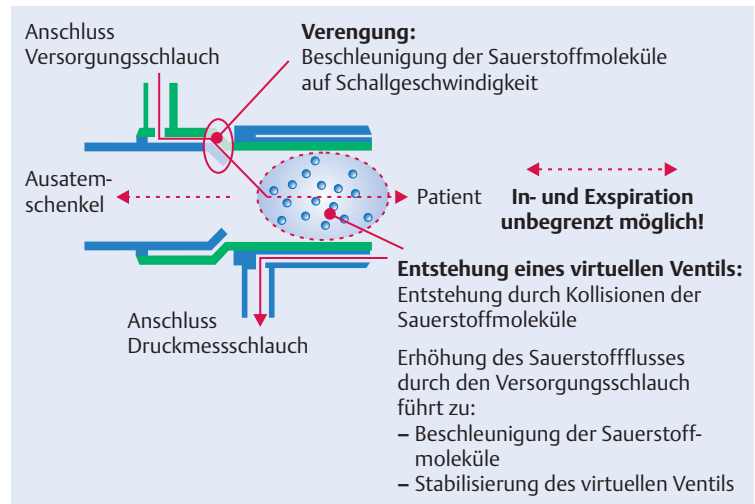 Anschluss
Versorgungsschlauch
Verengung:
Beschleunigung der Sauerstoffmoleküle
auf Schallgeschwindigkeit
Ausatem-
schenkel
Patient
In- und Exspiration
unbegrenzt möglich!
Anschluss
Druckmessschlauch
Entstehung eines virtuellen Ventils:
Entstehung durch Kollisionen der
Sauerstoffmoleküle
Erhöhung des Sauerstoffflusses
durch den Versorgungsschlauch
führt zu:
– Beschleunigung der Sauerstoff-
moleküle
– Stabilisierung des virtuellen Ventils